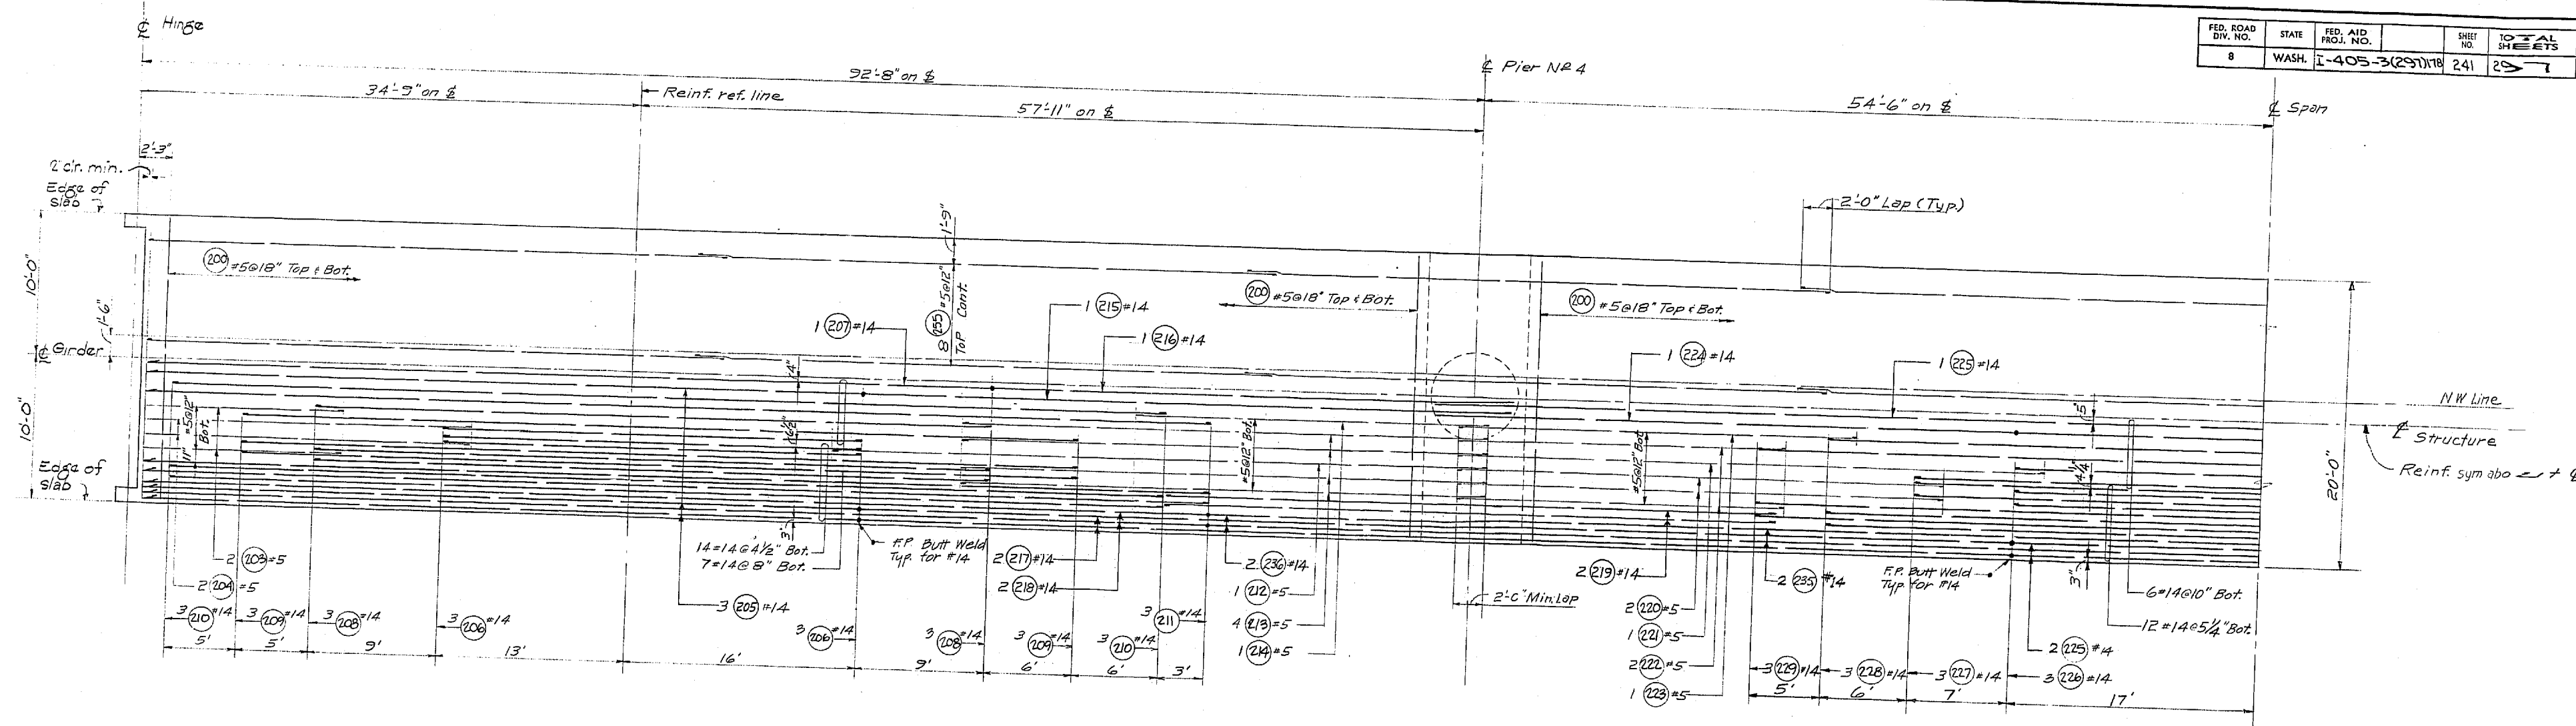 FED. ROAD DIV. NO.
STATE
FED. AID PROJ. NO.
SHEET NO.
TOTAL SHEETS
8
WASH.
I-405-3(297)178
241
297
℄ Hinge
92'-8" on ℄
℄ Pier No 4
34'-9" on ℄
Reinf. ref. line
57'-11" on ℄
54'-6" on ℄
℄ Span
2'-3"
2" clr. min.
Edge of
slab
2'-0" Lap (Typ.)
1'-9"
10'-0"
200 #5@18" Top & Bot.
8 255 #5@12"
Top Cont.
200 #5@18" Top & Bot.
200 #5@18" Top & Bot.
1'-6"
1 215 #14
1 207 #14
1 216 #14
℄ Girder
1 224 #14
1 225 #14
NW Line
℄ Structure
Reinf. sym abo
20'-0"
10'-0"
#5@12"
Bot.
11"
#5@12" Bot.
#5@12" Bot.
Edge of
slab
3"
3"
2 203 #5
2 204 #5
14#14@4½" Bot.
7#14@8" Bot.
F.P. Butt Weld
Typ. for #14
2 217 #14
2 218 #14
2 236 #14
1 212 #5
4 213 #5
1 214 #5
2'-0" Min. Lap
2 219 #14
2 235 #14
F.P. Butt Weld
Typ. for #14
2 220 #5
1 221 #5
2 222 #5
1 223 #5
6#14@10" Bot.
12 #14@5¼" Bot.
2 225 #14
3 205 #14
3 210 #14
3 209 #14
3 208 #14
3 206 #14
3 206 #14
3 208 #14
3 209 #14
3 210 #14
3 211 #14
3 229 #14
3 228 #14
3 227 #14
3 226 #14
5'
5'
9'
13'
16'
9'
6'
6'
3'
5'
6'
7'
17'